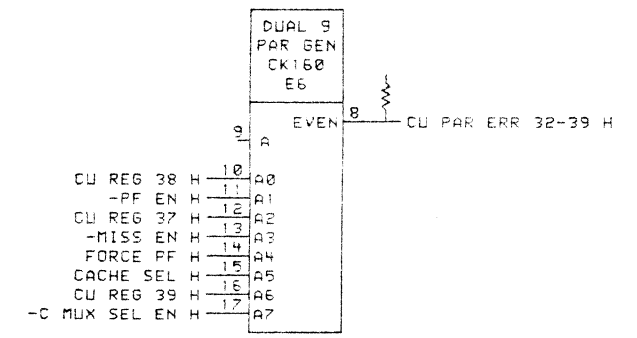 DUAL 9
PAR GEN
CK160
E6
EVEN 8 CU PAR ERR 32-39 H
9 A
CU REG 38 H 10 A0
-PF EN H 11 A1
CU REG 37 H 12 A2
-MISS EN H 13 A3
FORCE PF H 14 A4
CACHE SEL H 15 A5
CU REG 39 H 16 A6
-C MUX SEL EN H 17 A7